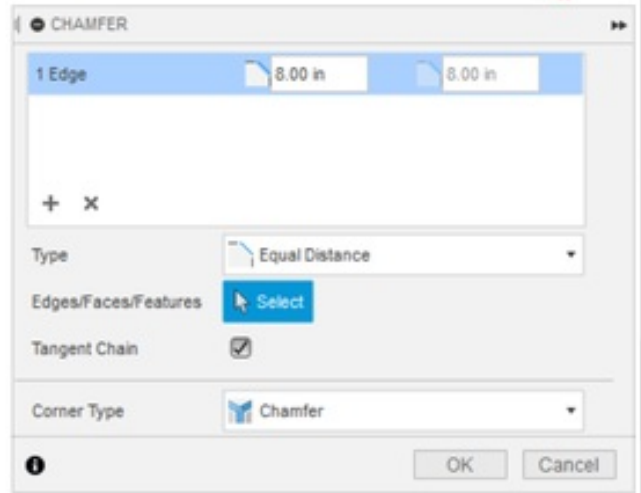 CHAMFER
1 Edge 8.00 in 8.00 in
Type Equal Distance
Edges/Faces/Features Select
Tangent Chain
Corner Type Chamfer
OK Cancel